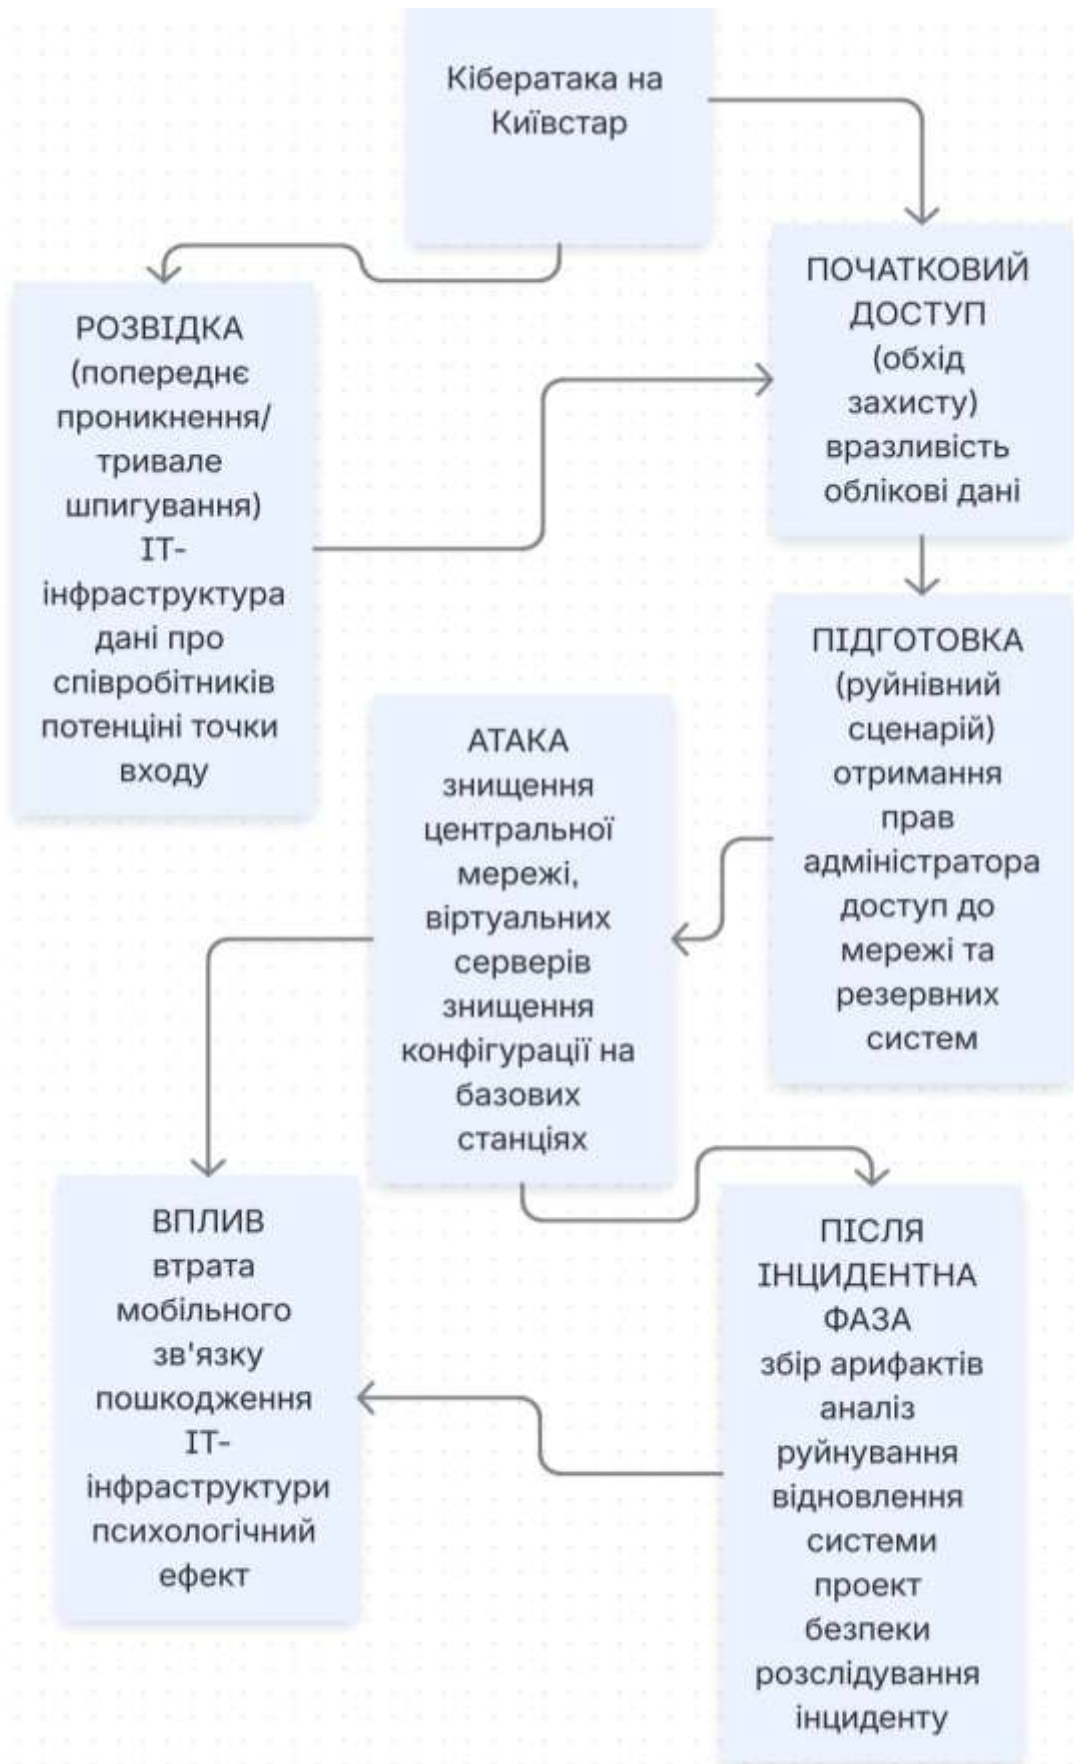 Кібератака на
Київстар
ПОЧАТКОВИЙ
ДОСТУП
(обхід
захисту)
вразливість
облікові дані
РОЗВІДКА
(попереднє
проникнення/
тривале
шпигування)
ІТ-
інфраструктура
дані про
співробітників
потенціні точки
входу
ПІДГОТОВКА
(руйнівний
сценарій)
отримання
прав
адміністратора
доступ до
мережі та
резервних
систем
АТАКА
знищення
центральної
мережі,
віртуальних
серверів
знищення
конфігурації на
базових
станціях
ВПЛИВ
втрата
мобільного
зв'язку
пошкодження
ІТ-
інфраструктури
психологічний
ефект
ПІСЛЯ
ІНЦИДЕНТНА
ФАЗА
збір арифактів
аналіз
руйнування
відновлення
системи
проект
безпеки
розслідування
інциденту